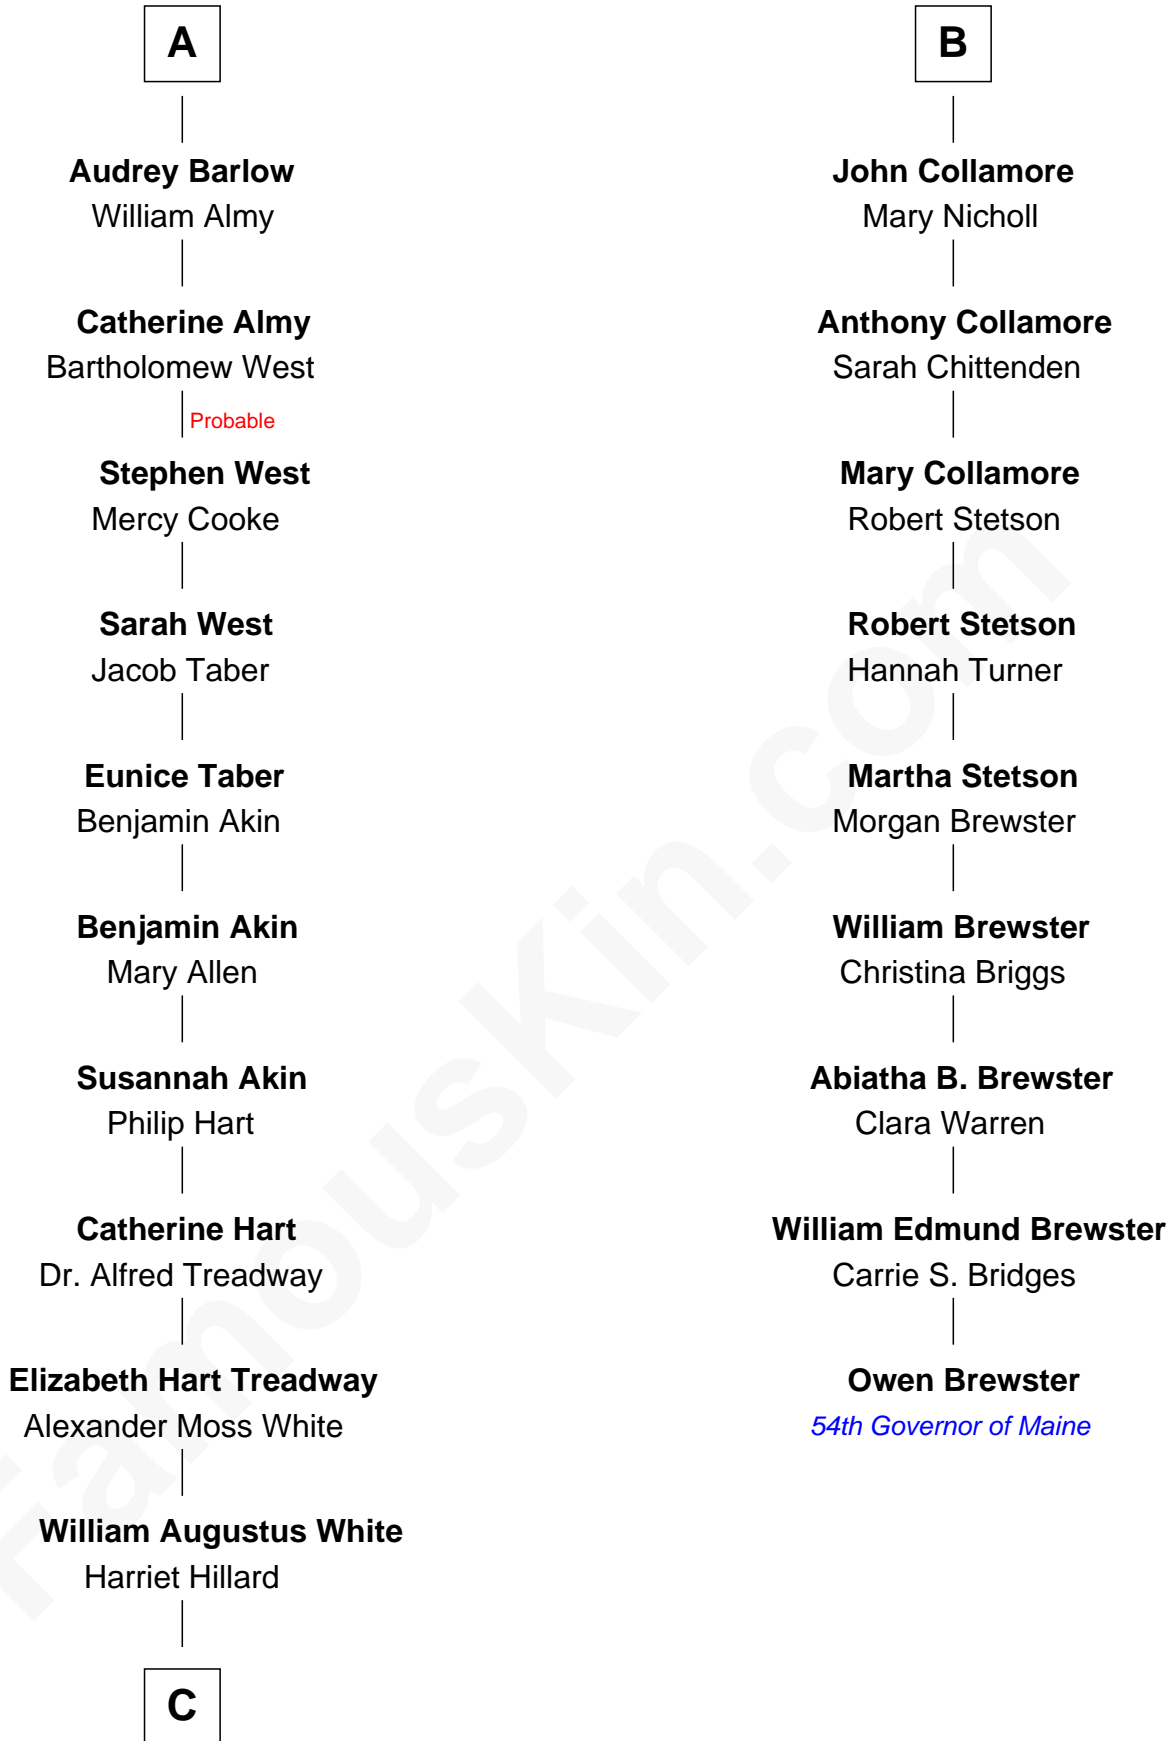 A
Audrey Barlow
William Almy
Catherine Almy
Bartholomew West
Probable
Stephen West
Mercy Cooke
Sarah West
Jacob Taber
Eunice Taber
Benjamin Akin
Benjamin Akin
Mary Allen
Susannah Akin
Philip Hart
Catherine Hart
Dr. Alfred Treadway
Elizabeth Hart Treadway
Alexander Moss White
William Augustus White
Harriet Hillard
C
B
John Collamore
Mary Nicholl
Anthony Collamore
Sarah Chittenden
Mary Collamore
Robert Stetson
Robert Stetson
Hannah Turner
Martha Stetson
Morgan Brewster
William Brewster
Christina Briggs
Abiatha B. Brewster
Clara Warren
William Edmund Brewster
Carrie S. Bridges
Owen Brewster
54th Governor of Maine
FamousKin.com